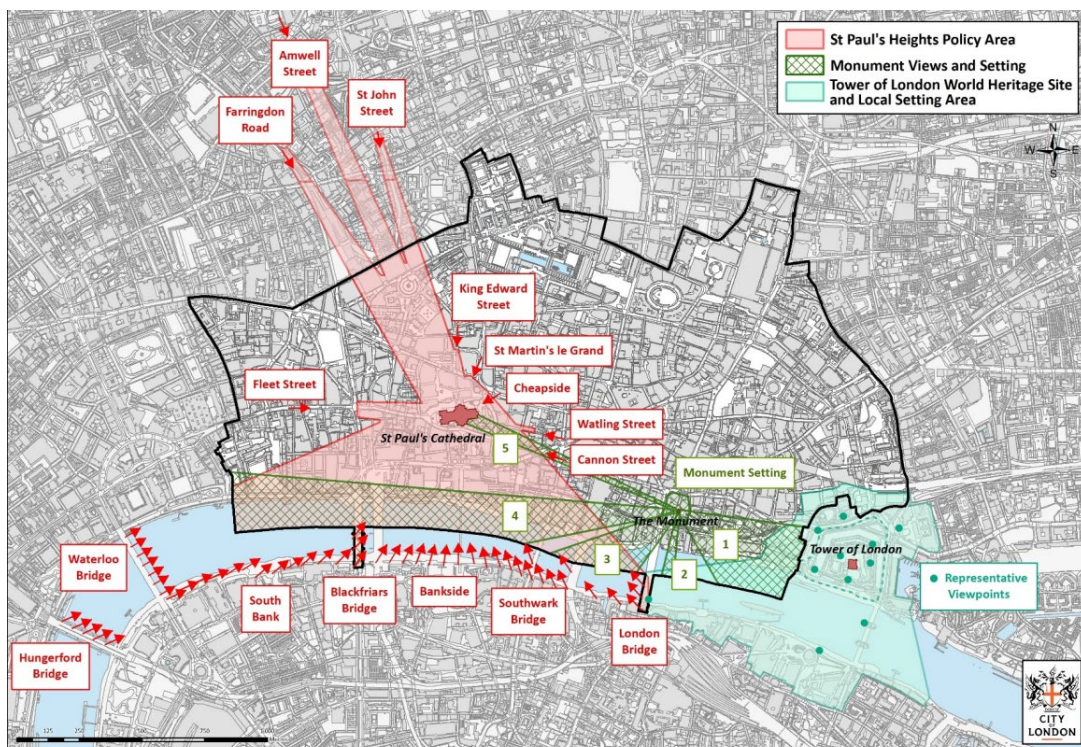 St Paul's Heights Policy Area
Monument Views and Setting
Tower of London World Heritage Site
and Local Setting Area
Amwell
Street
St John
Street
Farringdon
Road
N
W
E
S
King Edward
Street
St Martin's le Grand
Cheapside
Fleet Street
St Paul's Cathedral
Watling Street
5
Cannon Street
Monument Setting
4
The Monument
1
Tower of London
3
2
Waterloo
Bridge
South
Bank
Blackfriars
Bridge
Bankside
Southwark
Bridge
London
Bridge
Representative
Viewpoints
Hungerford
Bridge
CITY
OF
LONDON